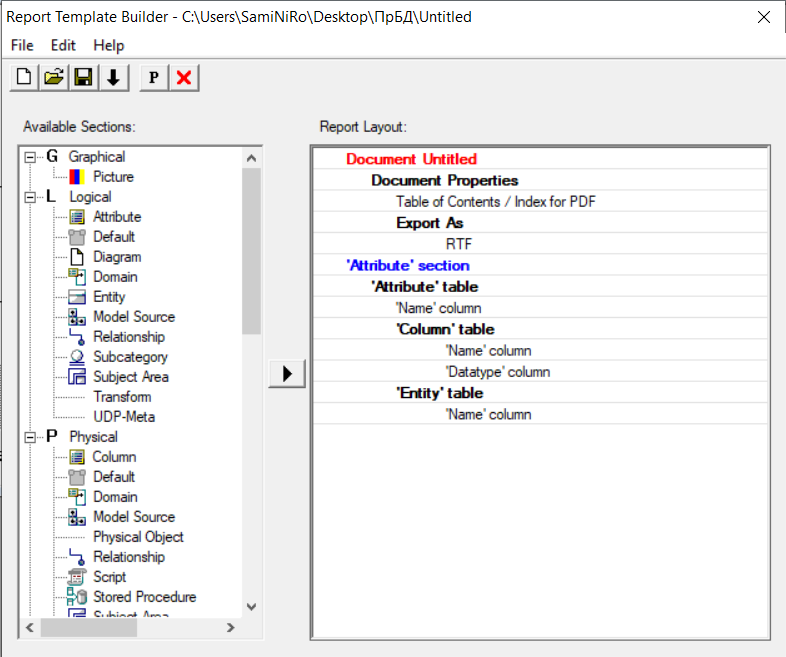 Report Template Builder - C:\Users\SamiNiRo\Desktop\ПрБД\Untitled
File Edit Help
P
Available Sections:
G Graphical
Picture
L Logical
Attribute
Default
Diagram
Domain
Entity
Model Source
Relationship
Subcategory
Subject Area
Transform
UDP-Meta
P Physical
Column
Default
Domain
Model Source
Physical Object
Relationship
Script
Stored Procedure
Subject Area
Report Layout:
Document Untitled
Document Properties
Table of Contents / Index for PDF
Export As
RTF
'Attribute' section
'Attribute' table
'Name' column
'Column' table
'Name' column
'Datatype' column
'Entity' table
'Name' column